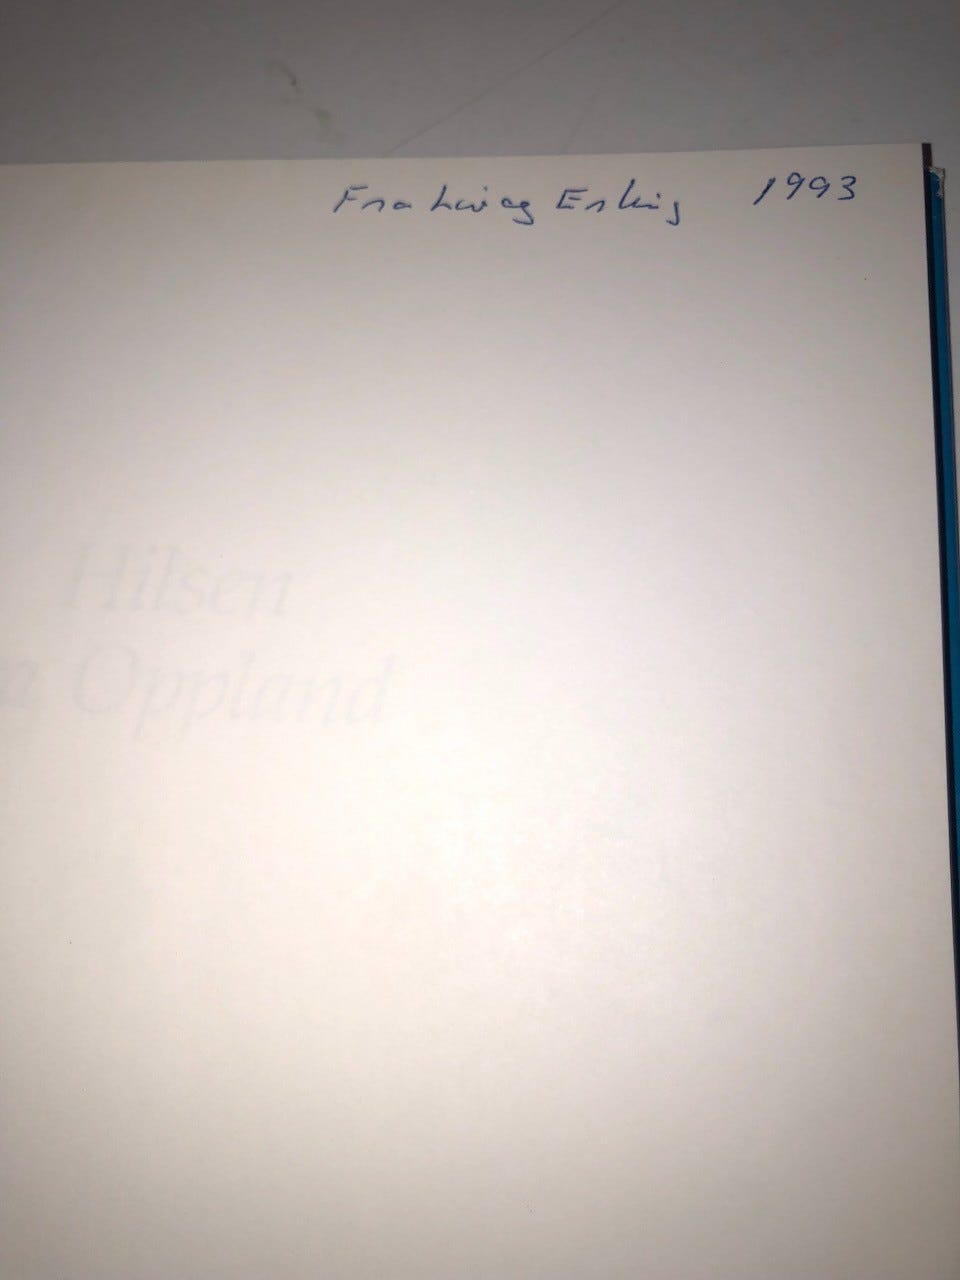 Fra Liv og Erling 1993
Hilsen
a Oppland